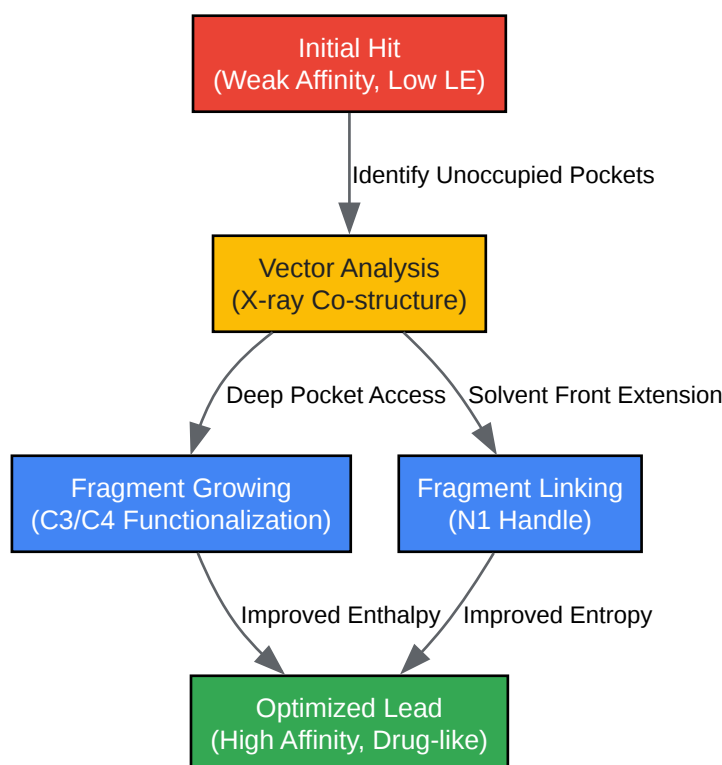 Initial Hit
(Weak Affinity, Low LE)
Identify Unoccupied Pockets
Vector Analysis
(X-ray Co-structure)
Deep Pocket Access
Solvent Front Extension
Fragment Growing
(C3/C4 Functionalization)
Fragment Linking
(N1 Handle)
Improved Enthalpy
Improved Entropy
Optimized Lead
(High Affinity, Drug-like)